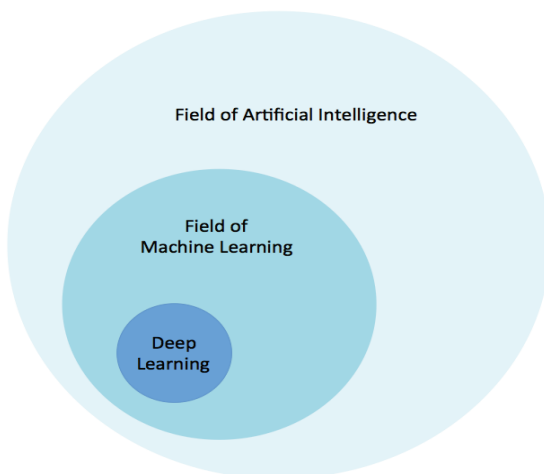 Field of Artificial Intelligence
Field of
Machine Learning
Deep
Learning